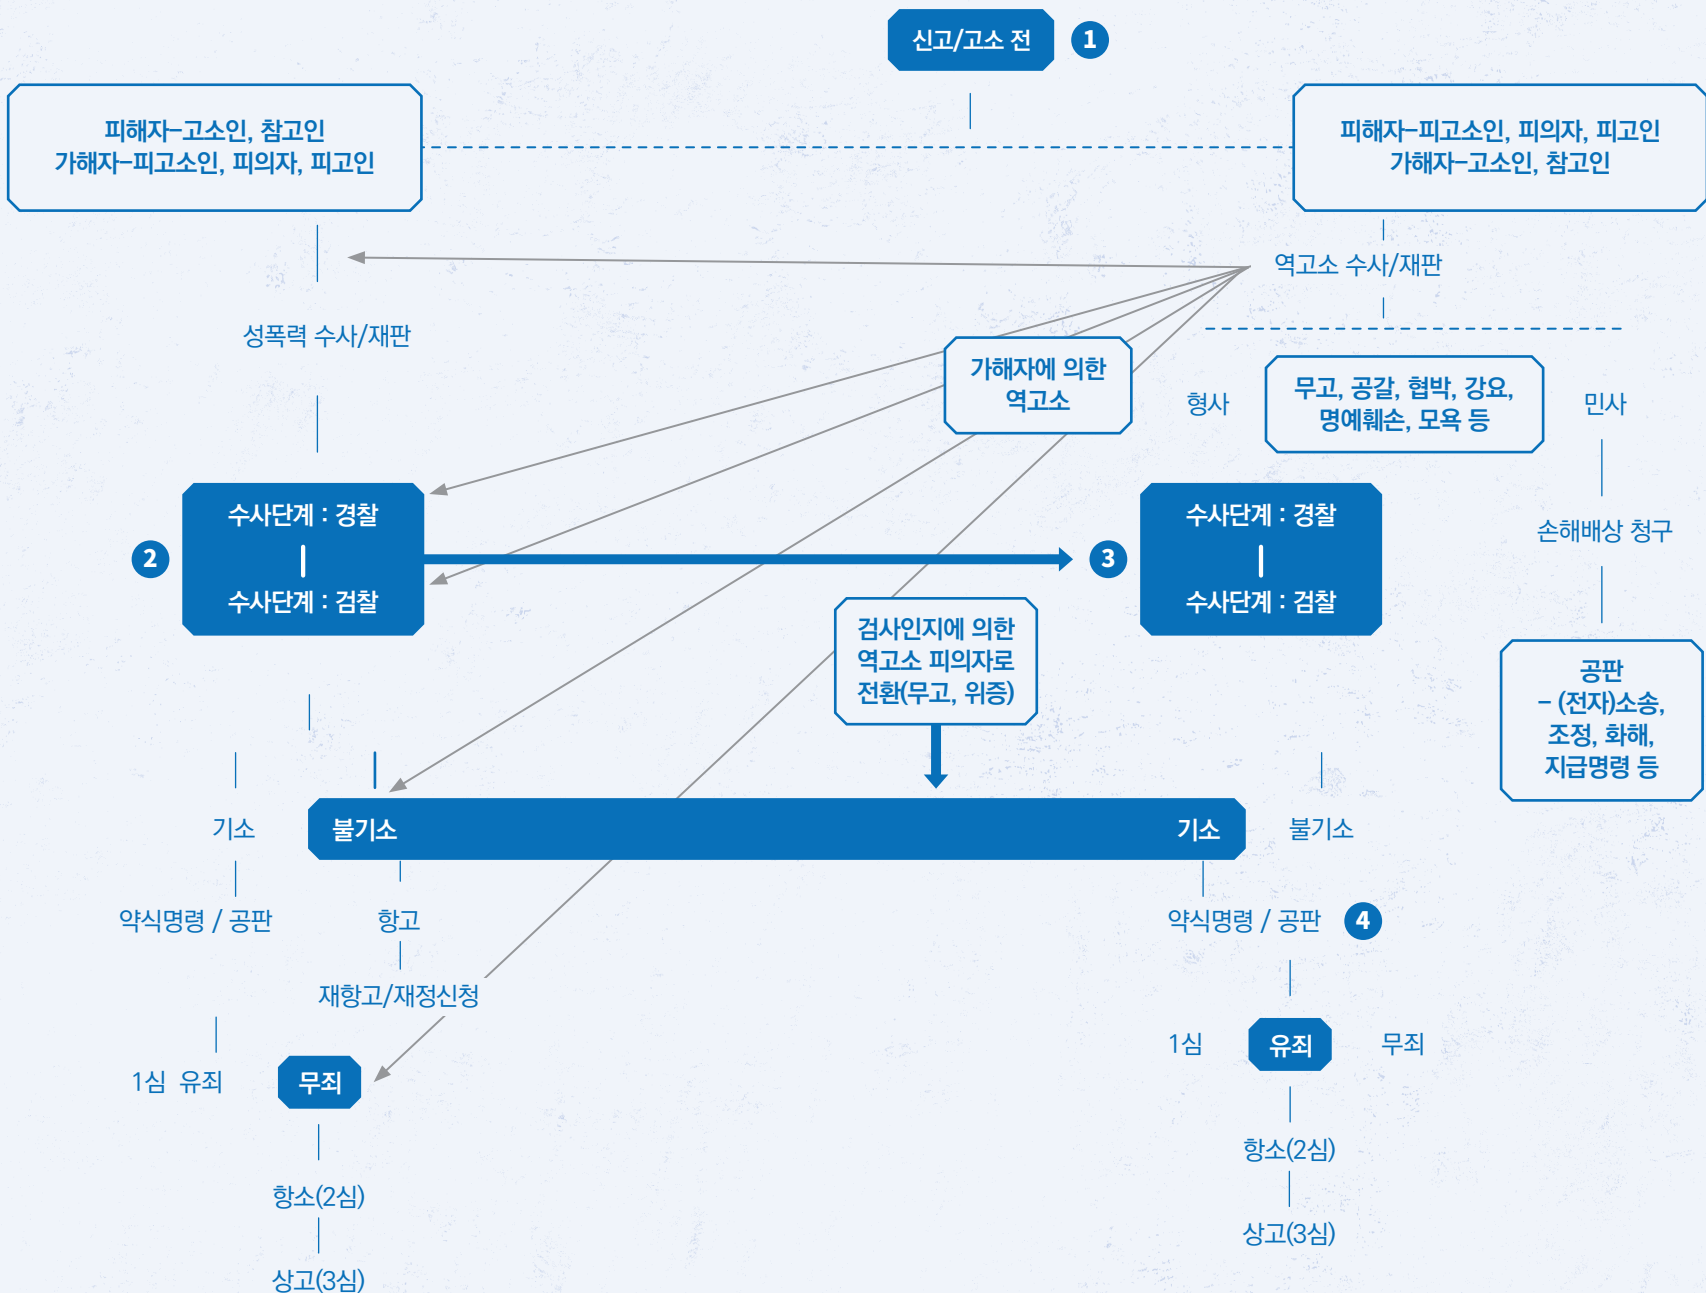 신고/고소 전 1
피해자-고소인, 참고인
가해자-피고소인, 피의자, 피고인
피해자-피고소인, 피의자, 피고인
가해자-고소인, 참고인
역고소 수사/재판
성폭력 수사/재판
가해자에 의한
역고소
형사
무고, 공갈, 협박, 강요,
명예훼손, 모욕 등
민사
2
수사단계 : 경찰
수사단계 : 검찰
3
수사단계 : 경찰
수사단계 : 검찰
손해배상 청구
검사인지에 의한
역고소 피의자로
전환(무고, 위증)
공판
- (전자)소송,
조정, 화해,
지급명령 등
기소
불기소
기소
불기소
약식명령 / 공판
항고
약식명령 / 공판 4
재항고/재정신청
1심 유죄
무죄
1심
유죄
무죄
항소(2심)
항소(2심)
상고(3심)
상고(3심)